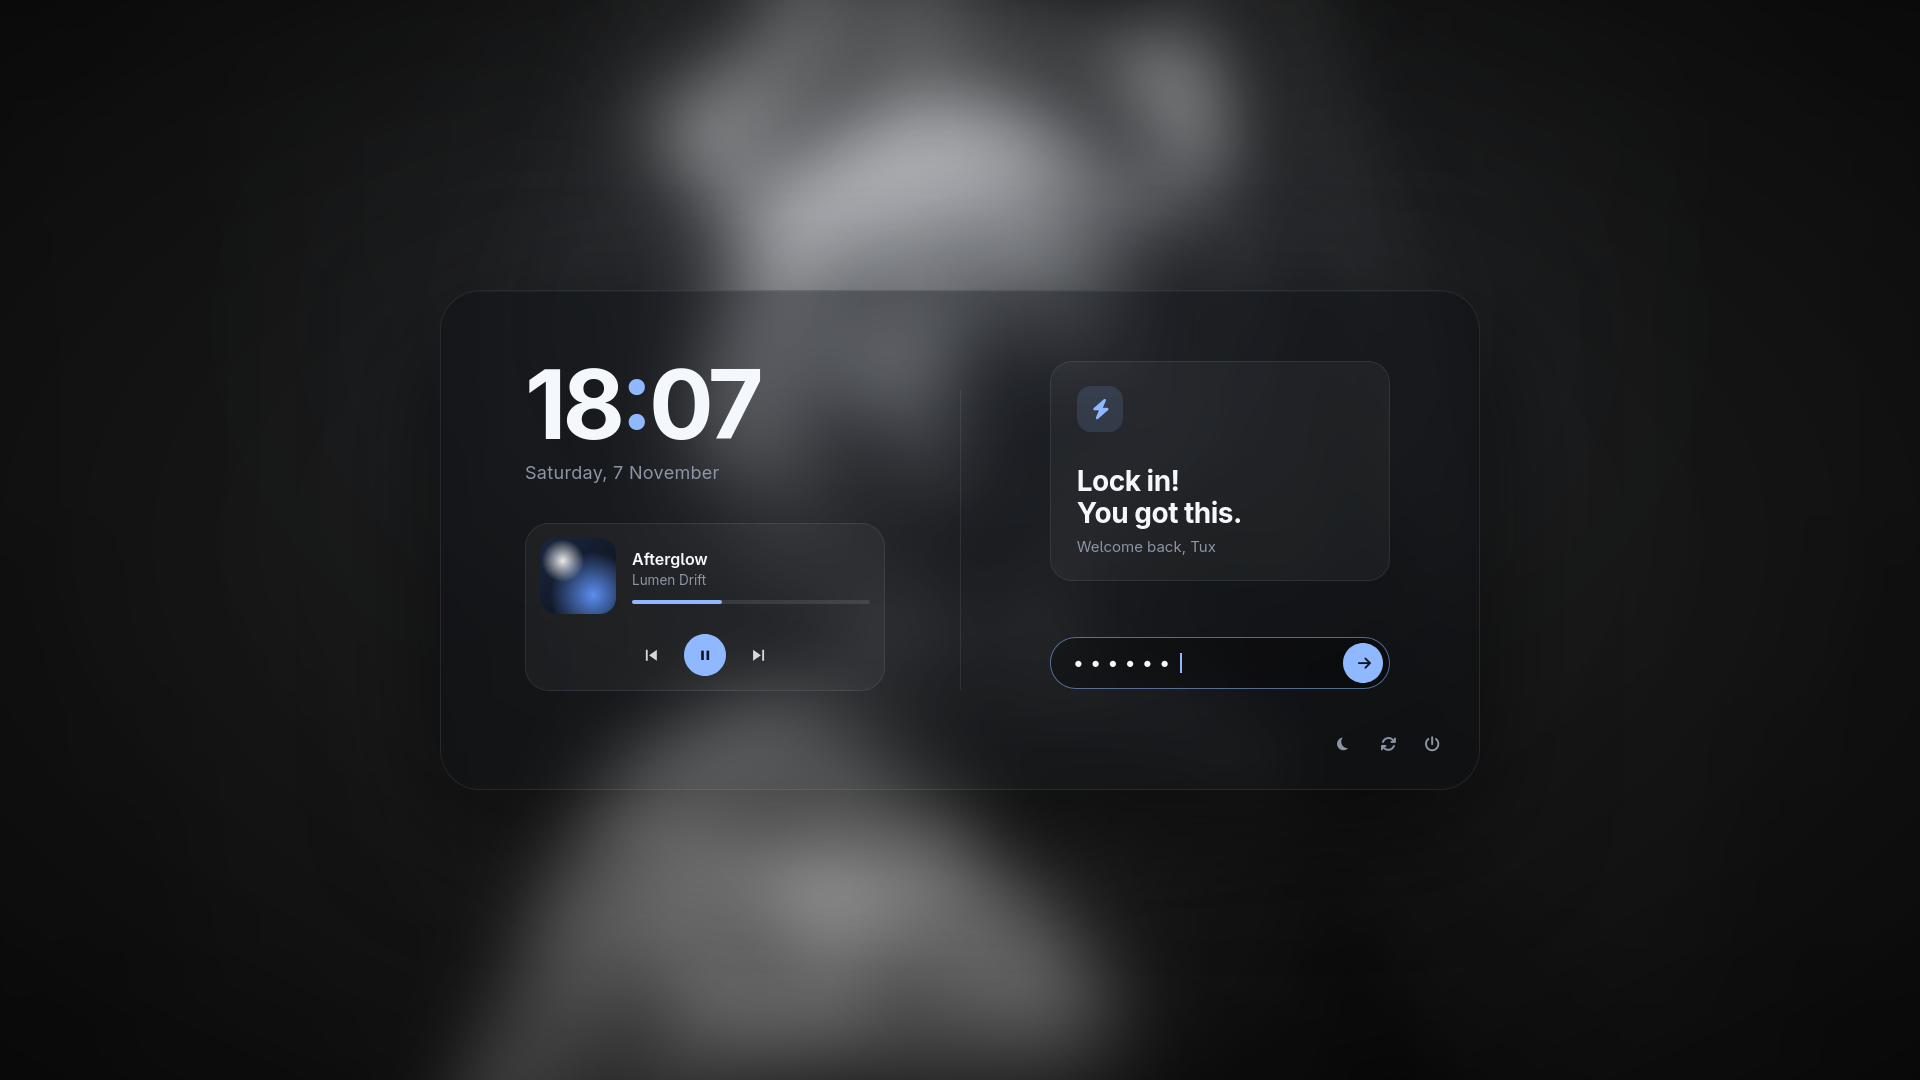 18:07
Saturday, 7 November
Afterglow
Lumen Drift
Lock in!
You got this.
Welcome back, Tux